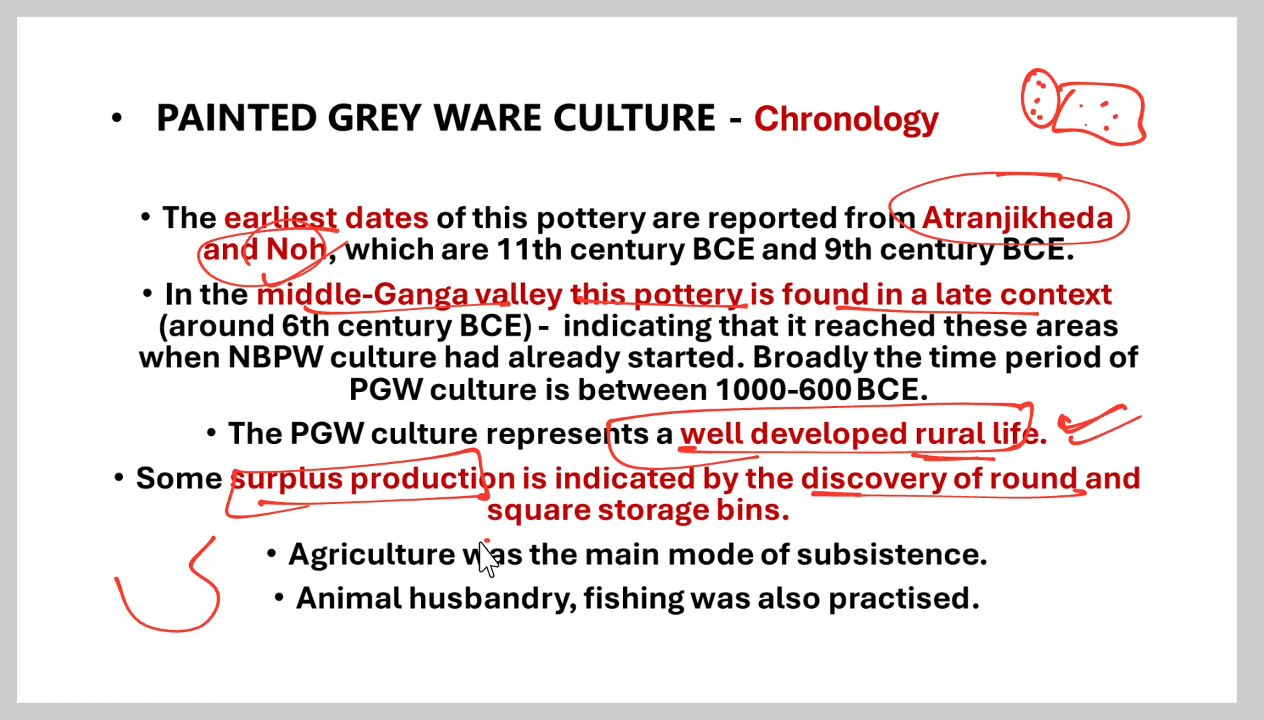 • PAINTED GREY WARE CULTURE - Chronology
• The earliest dates of this pottery are reported from Atranjikheda
and Noh, which are 11th century BCE and 9th century BCE.
• In the middle-Ganga valley this pottery is found in a late context
(around 6th century BCE) - indicating that it reached these areas
when NBPW culture had already started. Broadly the time period of
PGW culture is between 1000-600 BCE.
• The PGW culture represents a well developed rural life.
• Some surplus production is indicated by the discovery of round and
square storage bins.
• Agriculture was the main mode of subsistence.
• Animal husbandry, fishing was also practised.